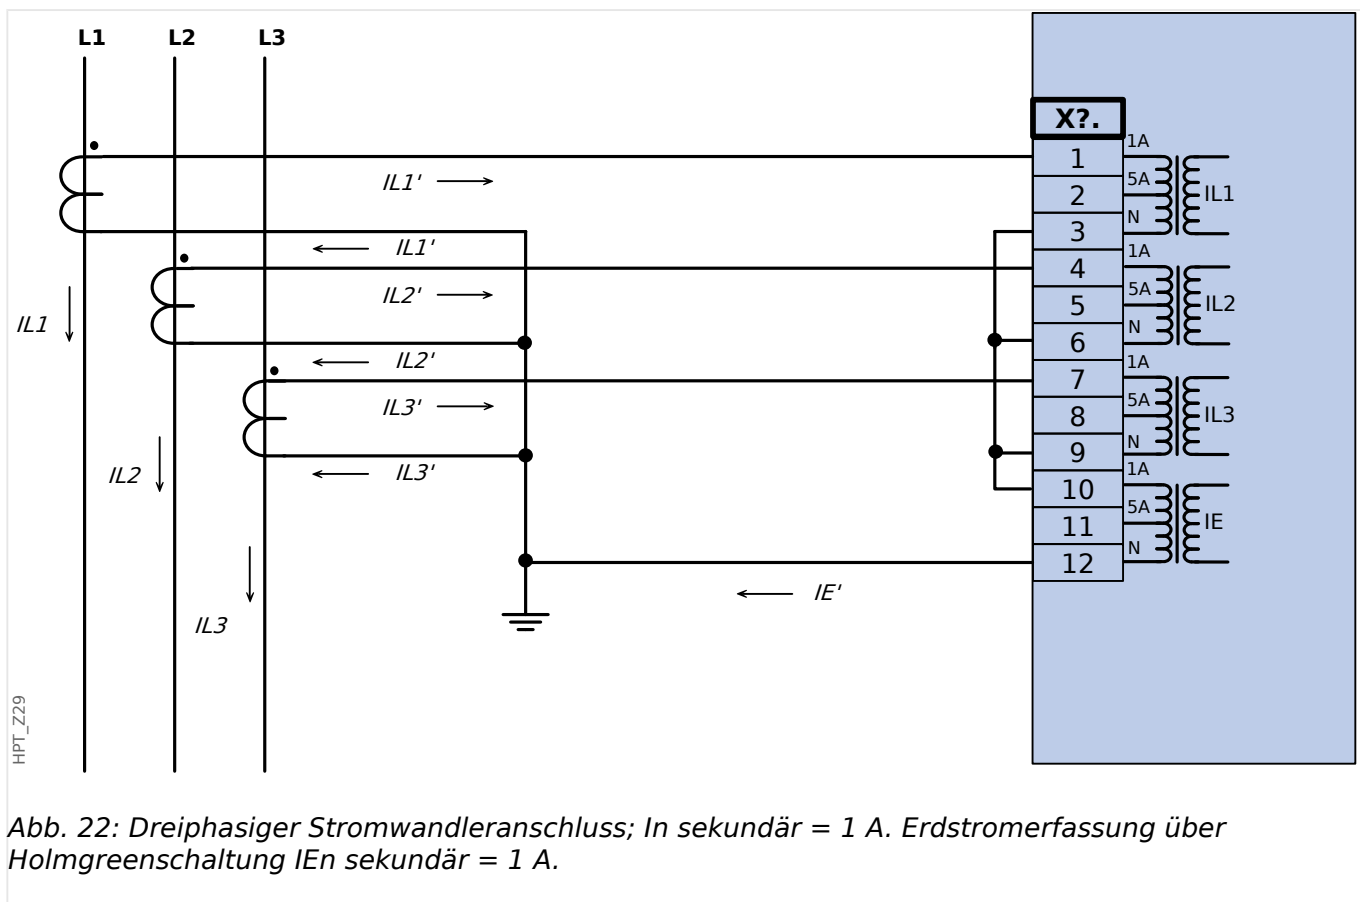 L1 L2 L3
X?.
1
2
3
4
5
6
7
8
9
10
11
12
1A
5A
N
IL1
1A
5A
N
IL2
1A
5A
N
IL3
1A
5A
N
IE
IL1'
IL1'
IL2'
IL2'
IL3'
IL3'
IL1
IL2
IL3
IE'
HPT_Z29
Abb. 22: Dreiphasiger Stromwandleranschluss; In sekundär = 1 A. Erdstromerfassung über
Holmgreenschaltung IEn sekundär = 1 A.